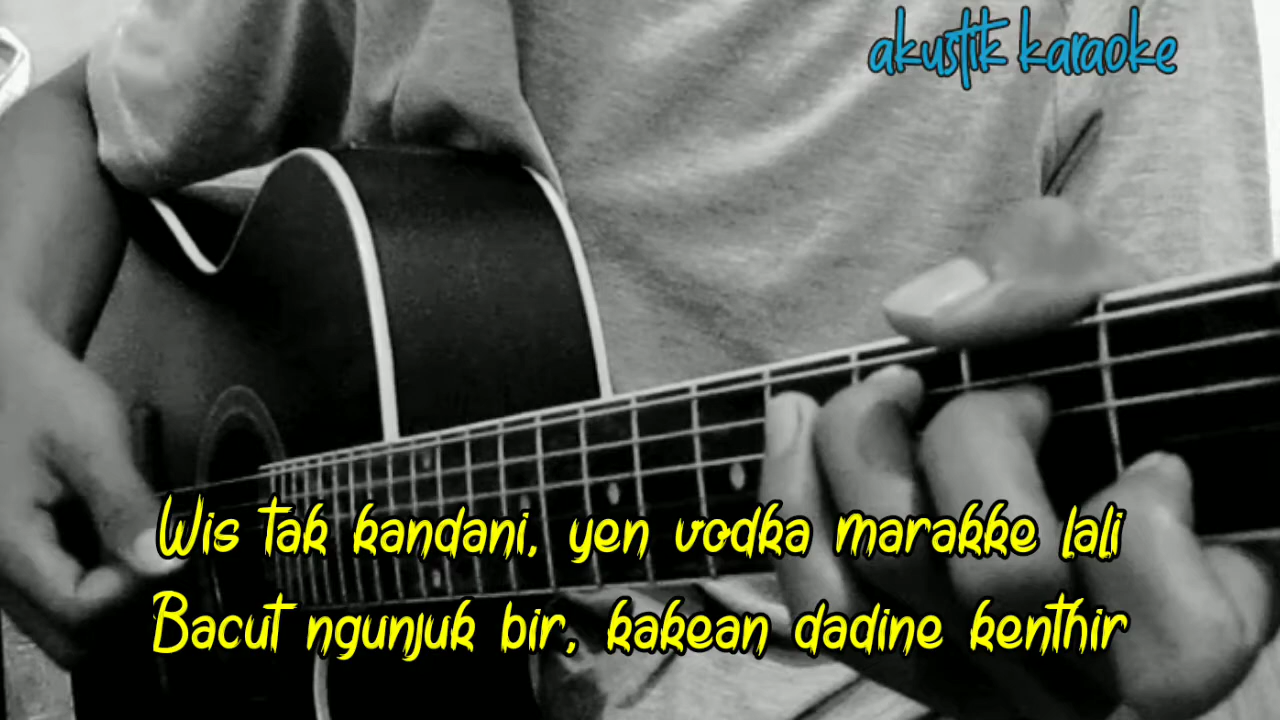 akustik karaoke
Wis tak kandani, yen vodka marakke lali
Bacut ngunjuk bir, kakean dadine kenthir